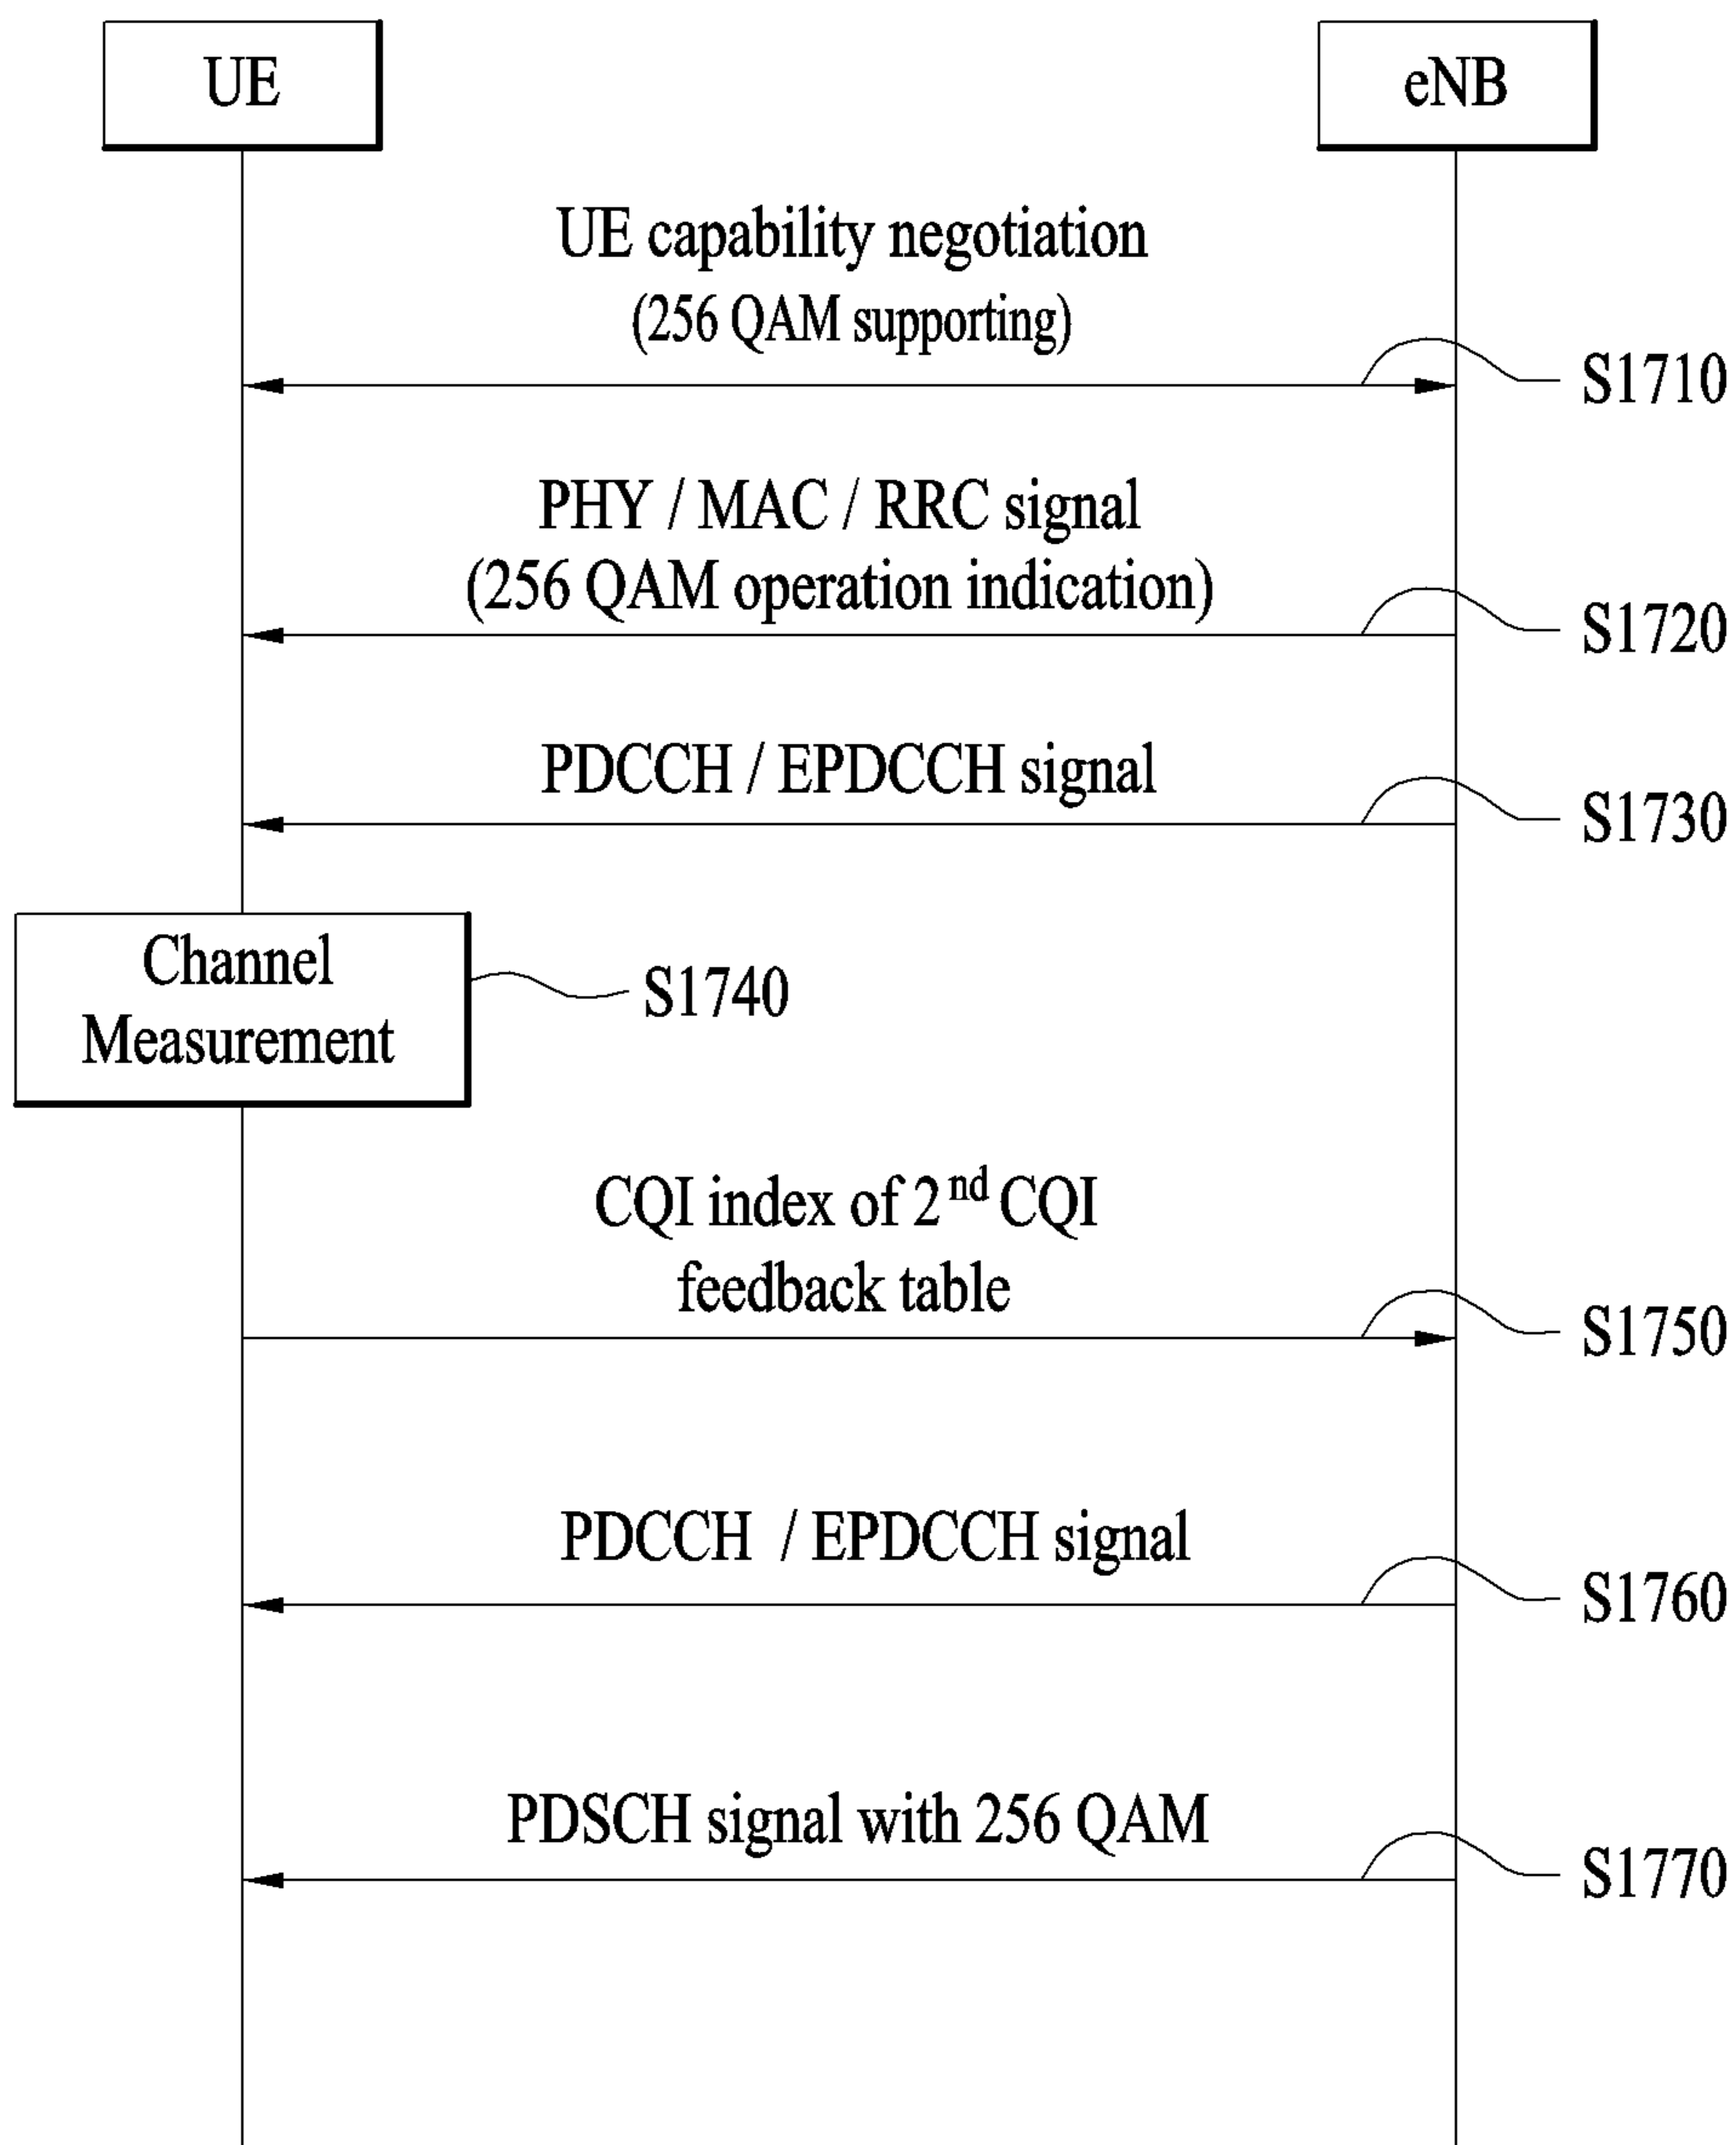 UE
eNB
UE capability negotiation
(256 QAM supporting)
S1710
PHY / MAC / RRC signal
(256 QAM operation indication)
S1720
PDCCH / EPDCCH signal
S1730
Channel
Measurement
S1740
CQI index of 2nd CQI
feedback table
S1750
PDCCH / EPDCCH signal
S1760
PDSCH signal with 256 QAM
S1770